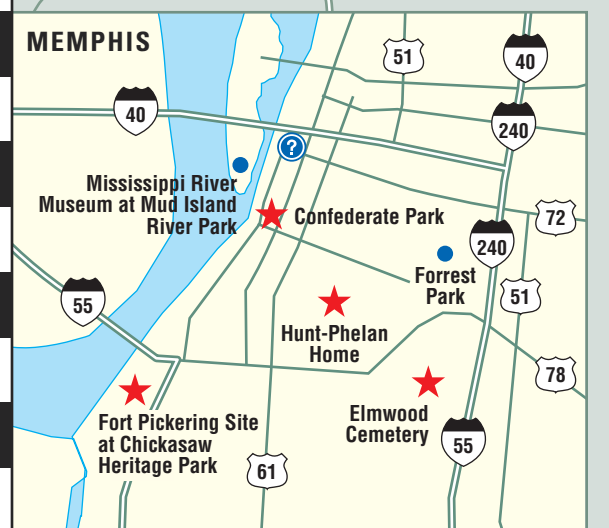 MEMPHIS
51
40
40
240
?
Mississippi River
Museum at Mud Island
River Park
Confederate Park
72
240
Forrest
Park
51
55
Hunt-Phelan
Home
78
Elmwood
Cemetery
Fort Pickering Site
at Chickasaw
Heritage Park
55
61